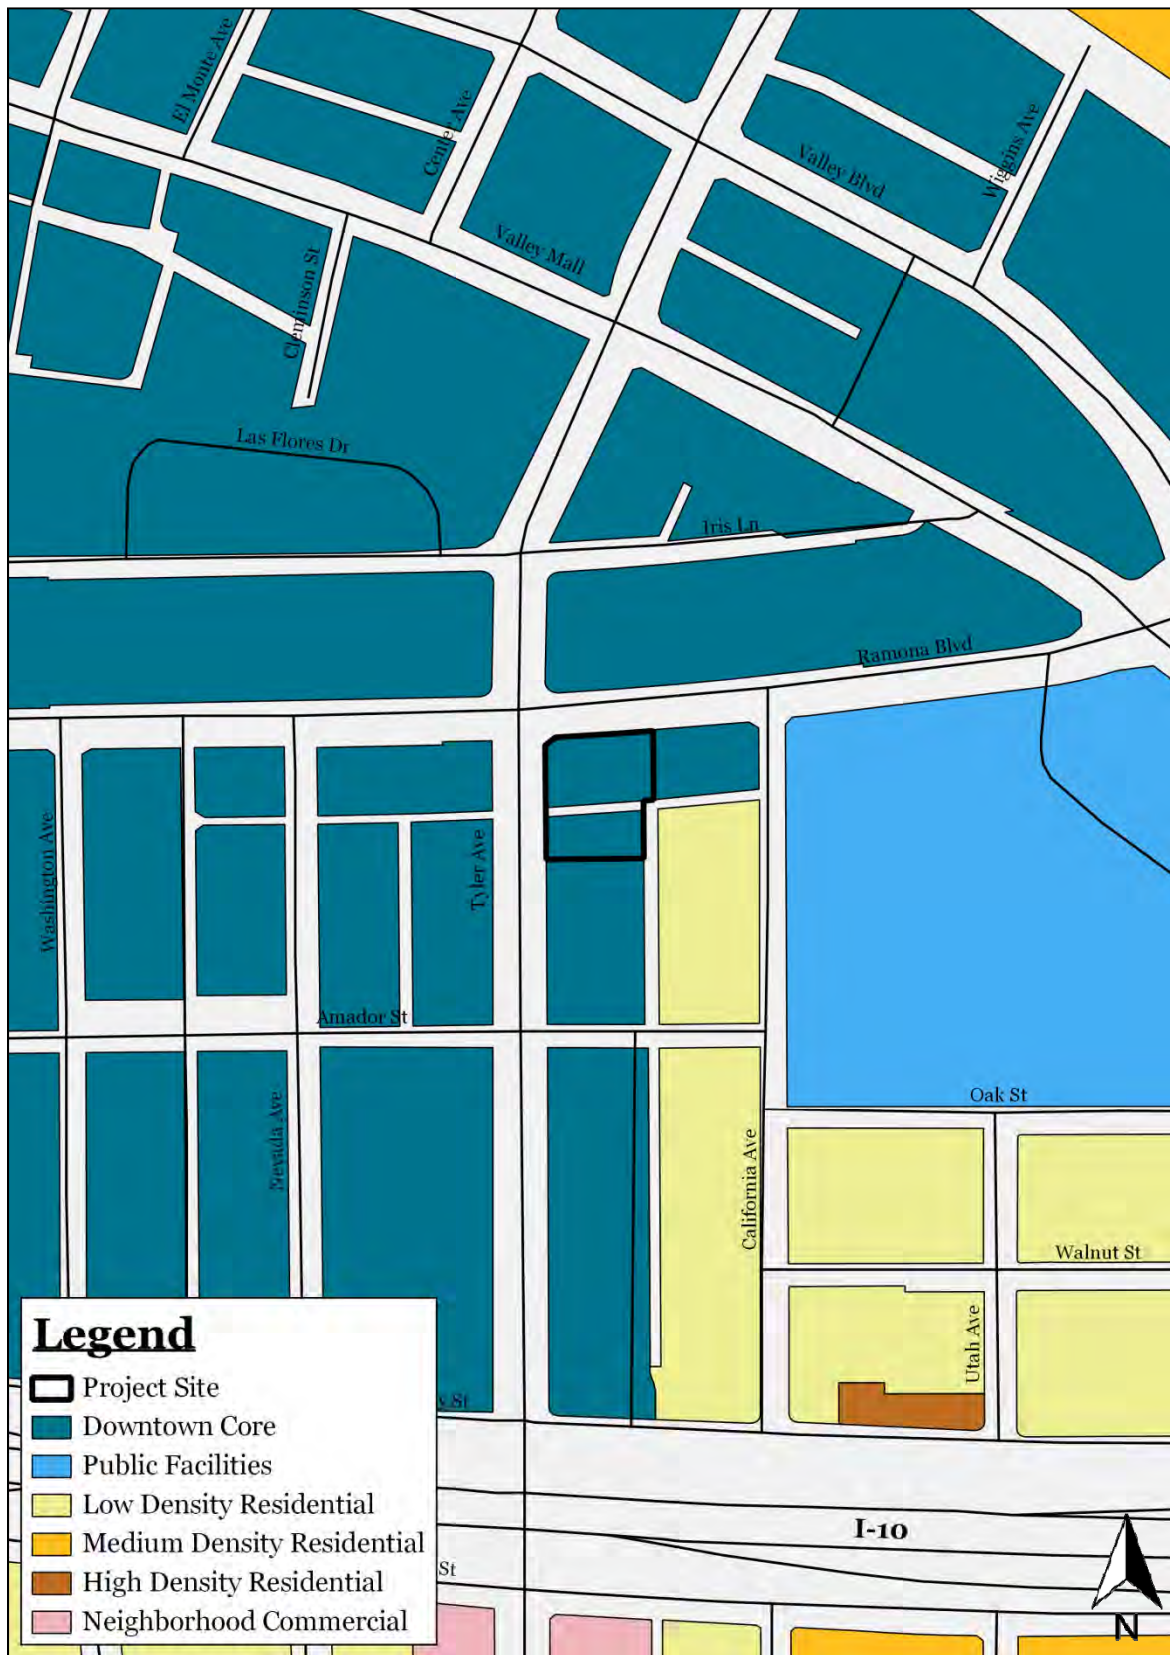 El Monte Ave
Center Ave
Wiggins Ave
Valley Blvd
Valley Mall
Cleminson St
Las Flores Dr
Iris Ln
Ramona Blvd
Washington Ave
Tyler Ave
Amador St
Nevada Ave
Oak St
California Ave
Walnut St
Utah Ave
Legend
Project Site
Downtown Core
Public Facilities
Low Density Residential
Medium Density Residential
High Density Residential
Neighborhood Commercial
St
I-10
St
N